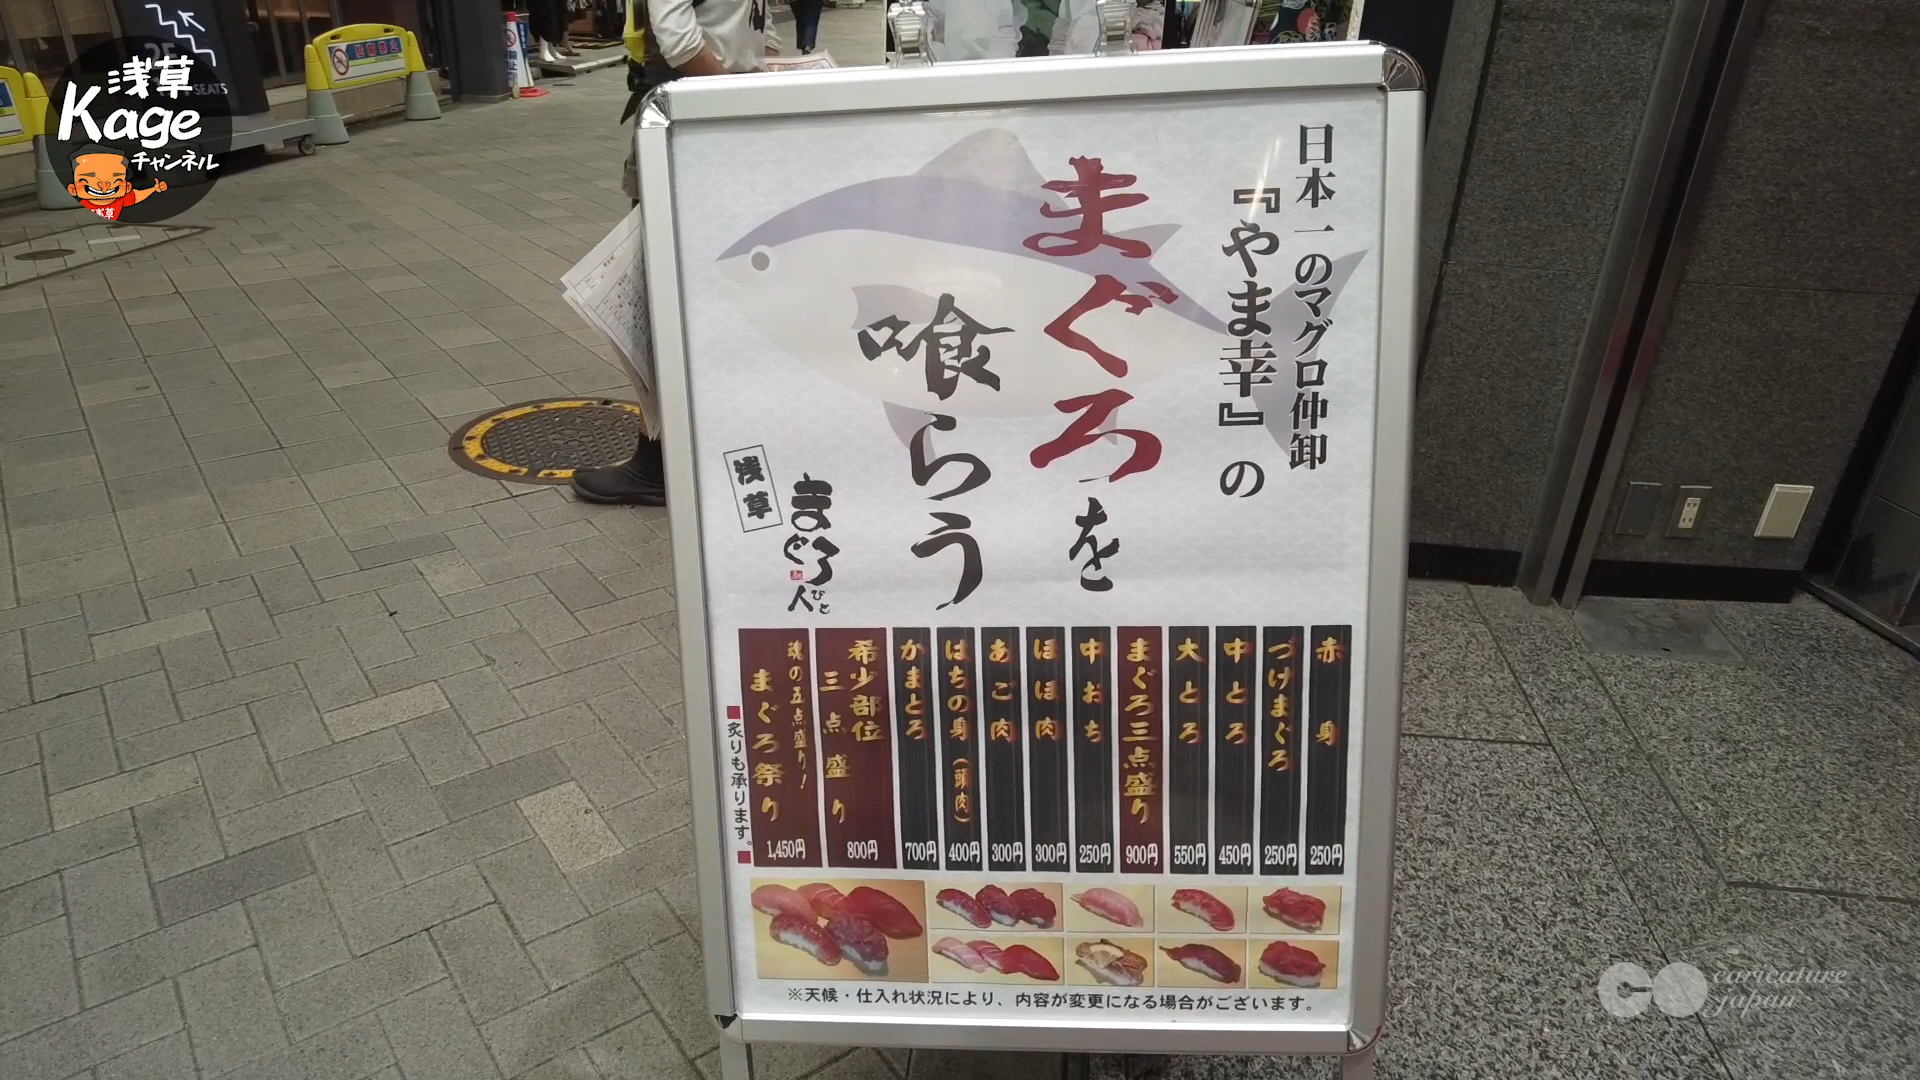 浅草
Kage
チャンネル
浅草
2F
SEATS
日本一のマグロ仲卸
『やま幸』の
まぐろを
喰らう
浅草
まぐろ
人
びと
赤身
250円
づけまぐろ
250円
中とろ
450円
大とろ
550円
まぐろ三点盛り
900円
中おち
250円
ほほ肉
300円
あご肉
300円
はちの身(頭肉)
400円
かまとろ
700円
希少部位
三点盛り
800円
魂の五点盛り!
まぐろ祭り
1,450円
■炙りも承ります。■
※天候・仕入れ状況により、内容が変更になる場合がございます。
caricature
japan